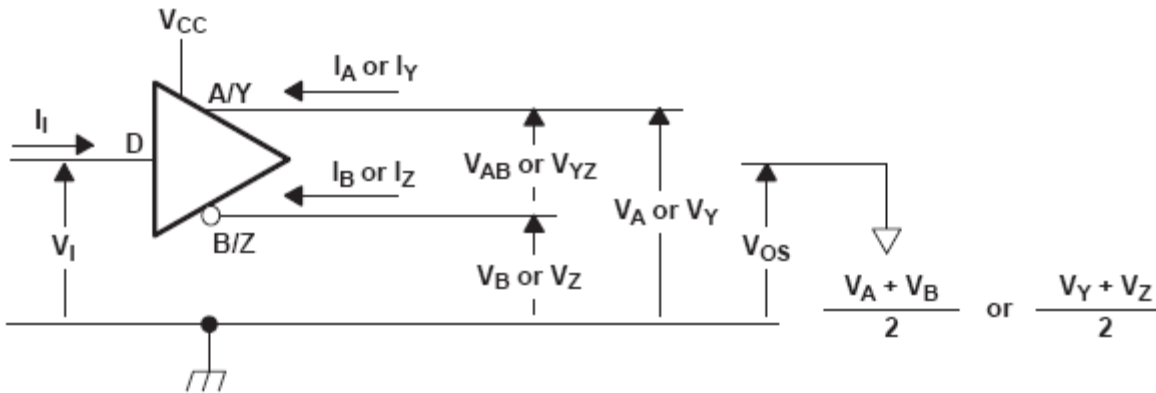 VCC
IA or IY
A/Y
II
D
VAB or VYZ
IB or IZ
VA or VY
VI
B/Z
VOS
VB or VZ
VA + VB
2
or
VY + VZ
2